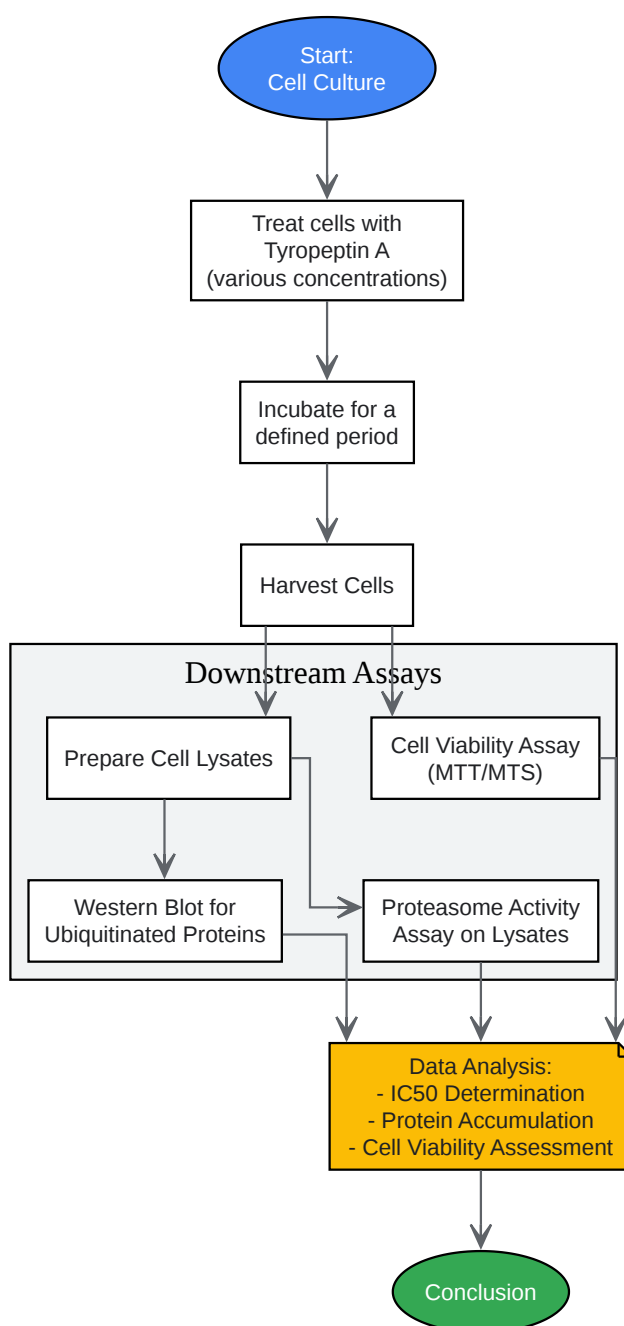 Start:
Cell Culture
Treat cells with
Tyropeptin A
(various concentrations)
Incubate for a
defined period
Harvest Cells
Downstream Assays
Prepare Cell Lysates
Cell Viability Assay
(MTT/MTS)
Western Blot for
Ubiquitinated Proteins
Proteasome Activity
Assay on Lysates
Data Analysis:
- IC50 Determination
- Protein Accumulation
- Cell Viability Assessment
Conclusion